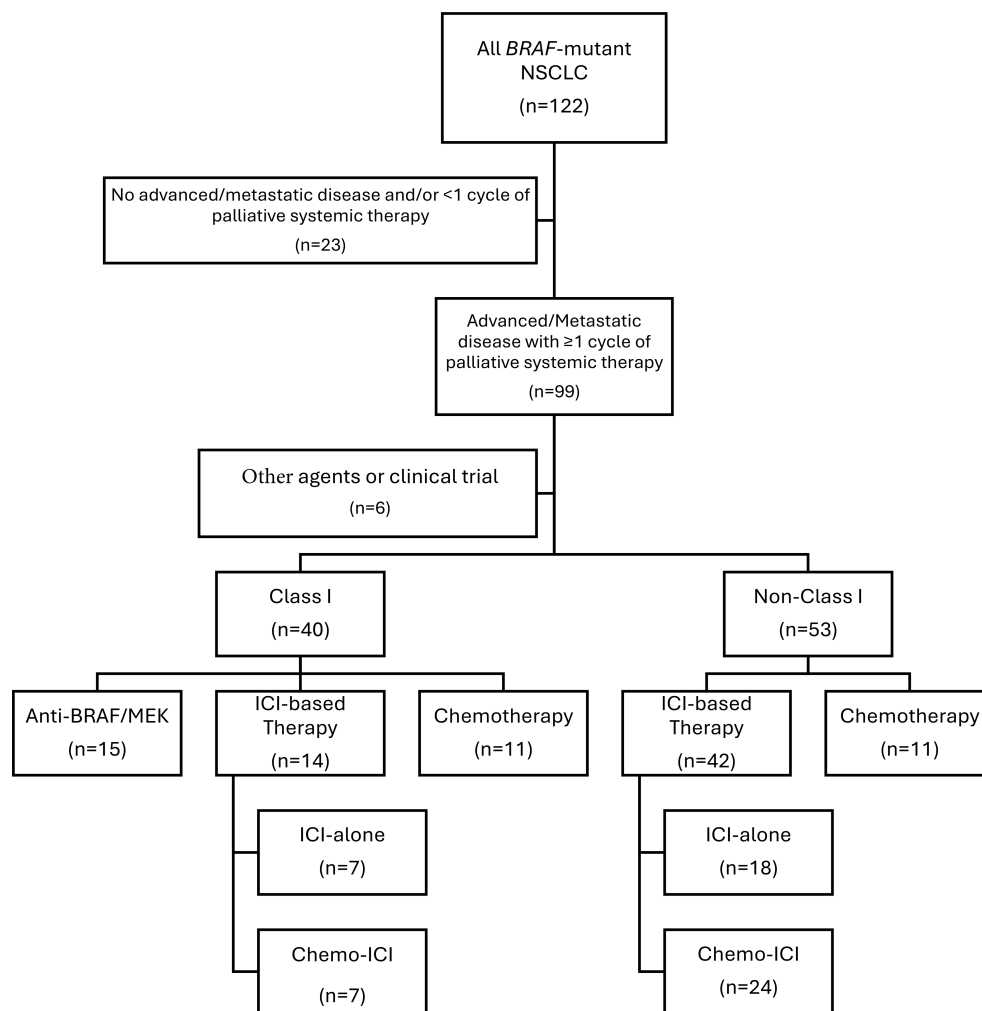 All BRAF-mutant
NSCLC
(n=122)
No advanced/metastatic disease and/or <1 cycle of
palliative systemic therapy
(n=23)
Advanced/Metastatic
disease with ≥1 cycle of
palliative systemic therapy
(n=99)
Other agents or clinical trial
(n=6)
Class I
(n=40)
Non-Class I
(n=53)
Anti-BRAF/MEK
(n=15)
ICI-based
Therapy
(n=14)
Chemotherapy
(n=11)
ICI-based
Therapy
(n=42)
Chemotherapy
(n=11)
ICI-alone
(n=7)
ICI-alone
(n=18)
Chemo-ICI
(n=7)
Chemo-ICI
(n=24)